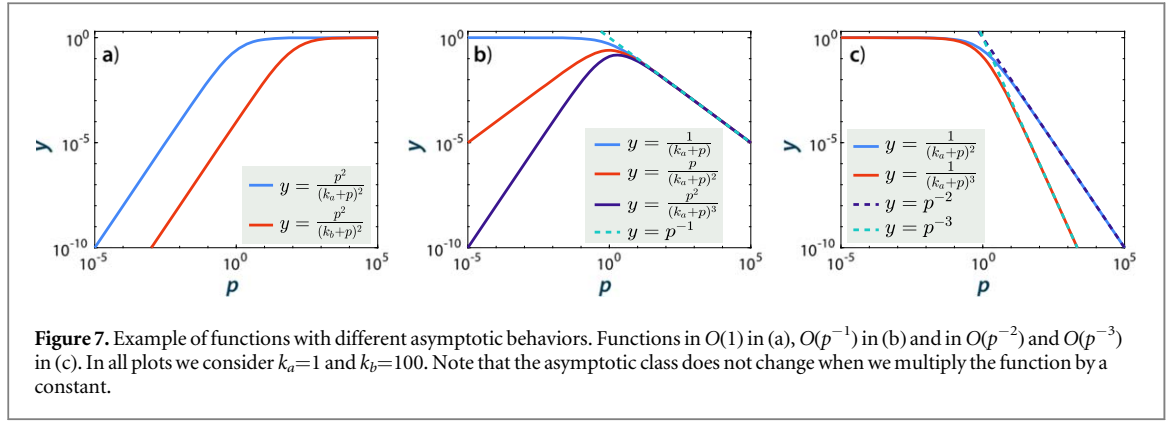 a)
b)
c)
10^0
10^-5
10^-10
y
10^-5
10^0
10^5
p
y = p^2/(k_a+p)^2
y = p^2/(k_b+p)^2
10^0
10^-5
10^-10
y
10^-5
10^0
10^5
p
y = 1/(k_a+p)
y = p/(k_a+p)^2
y = p^2/(k_a+p)^3
y = p^-1
10^0
10^-5
10^-10
y
10^-5
10^0
10^5
p
y = 1/(k_a+p)^2
y = 1/(k_a+p)^3
y = p^-2
y = p^-3
Figure 7. Example of functions with different asymptotic behaviors. Functions in O(1) in (a), O(p^-1) in (b) and in O(p^-2) and O(p^-3)
in (c). In all plots we consider k_a=1 and k_b=100. Note that the asymptotic class does not change when we multiply the function by a
constant.